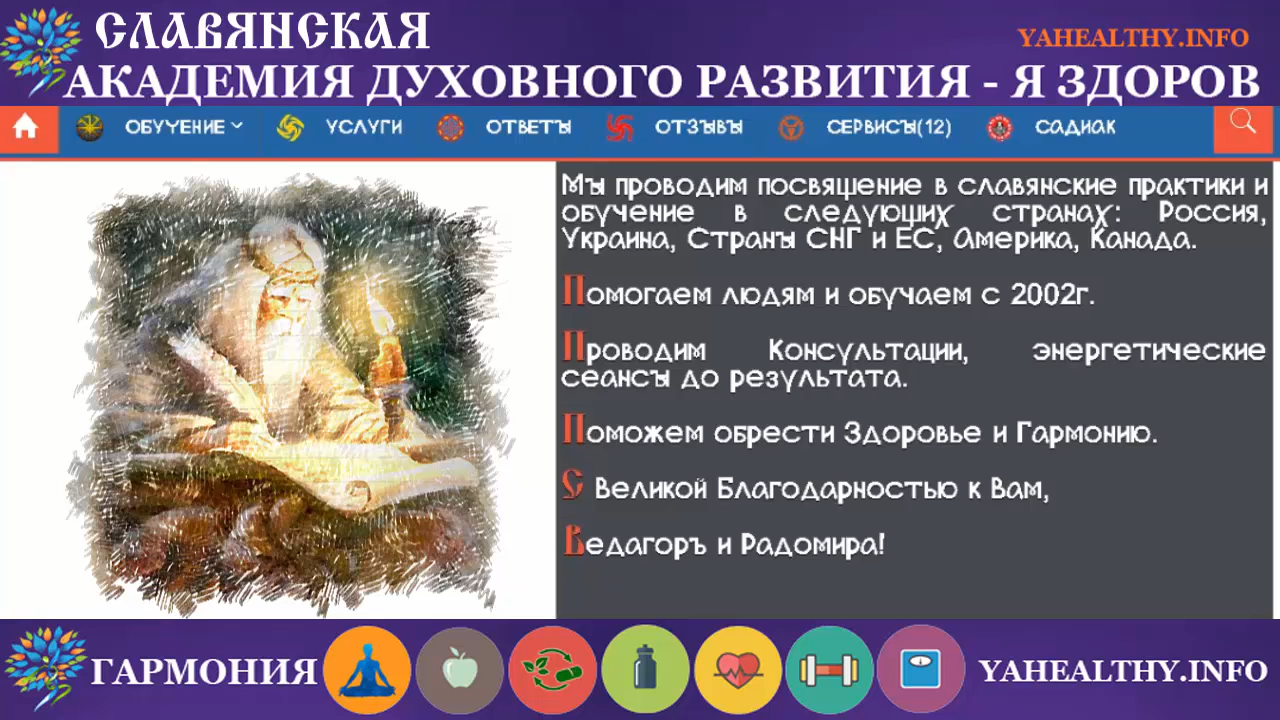 СЛАВЯНСКАЯ
YAHEALTHY.INFO
АКАДЕМИЯ ДУХОВНОГО РАЗВИТИЯ - Я ЗДОРОВ
ОБУЧЕНИЕ
УСЛУГИ
ОТВЕТЫ
ОТЗЫВЫ
СЕРВИСЫ(12)
САДИАК
Мы проводим посвящение в славянские практики и
обучение в следующих странах: Россия,
Украина, Страны СНГ и ЕС, Америка, Канада.
Помогаем людям и обучаем с 2002г.
Проводим Консультации, энергетические
сеансы до результата.
Поможем обрести Здоровье и Гармонию.
С Великой Благодарностью к Вам,
Ведагоръ и Радомира!
ГАРМОНИЯ
YAHEALTHY.INFO